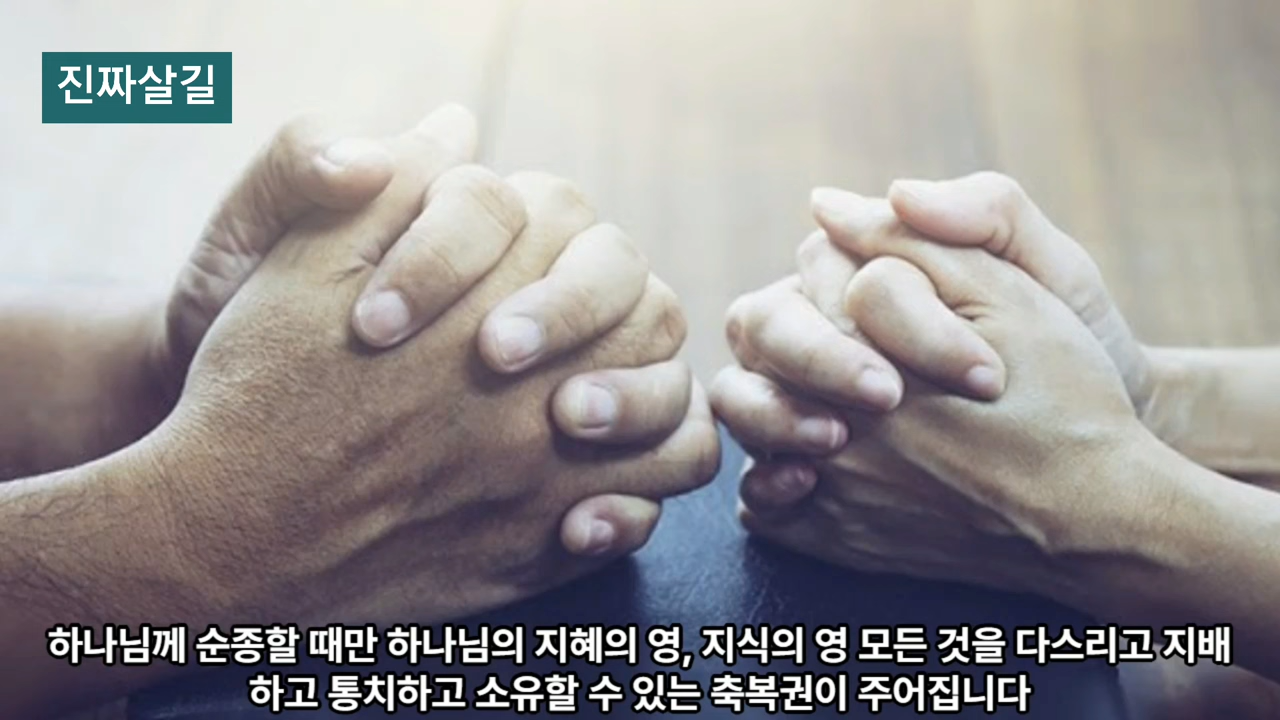 진짜살길
하나님께 순종할 때만 하나님의 지혜의 영, 지식의 영 모든 것을 다스리고 지배
하고 통치하고 소유할 수 있는 축복권이 주어집니다